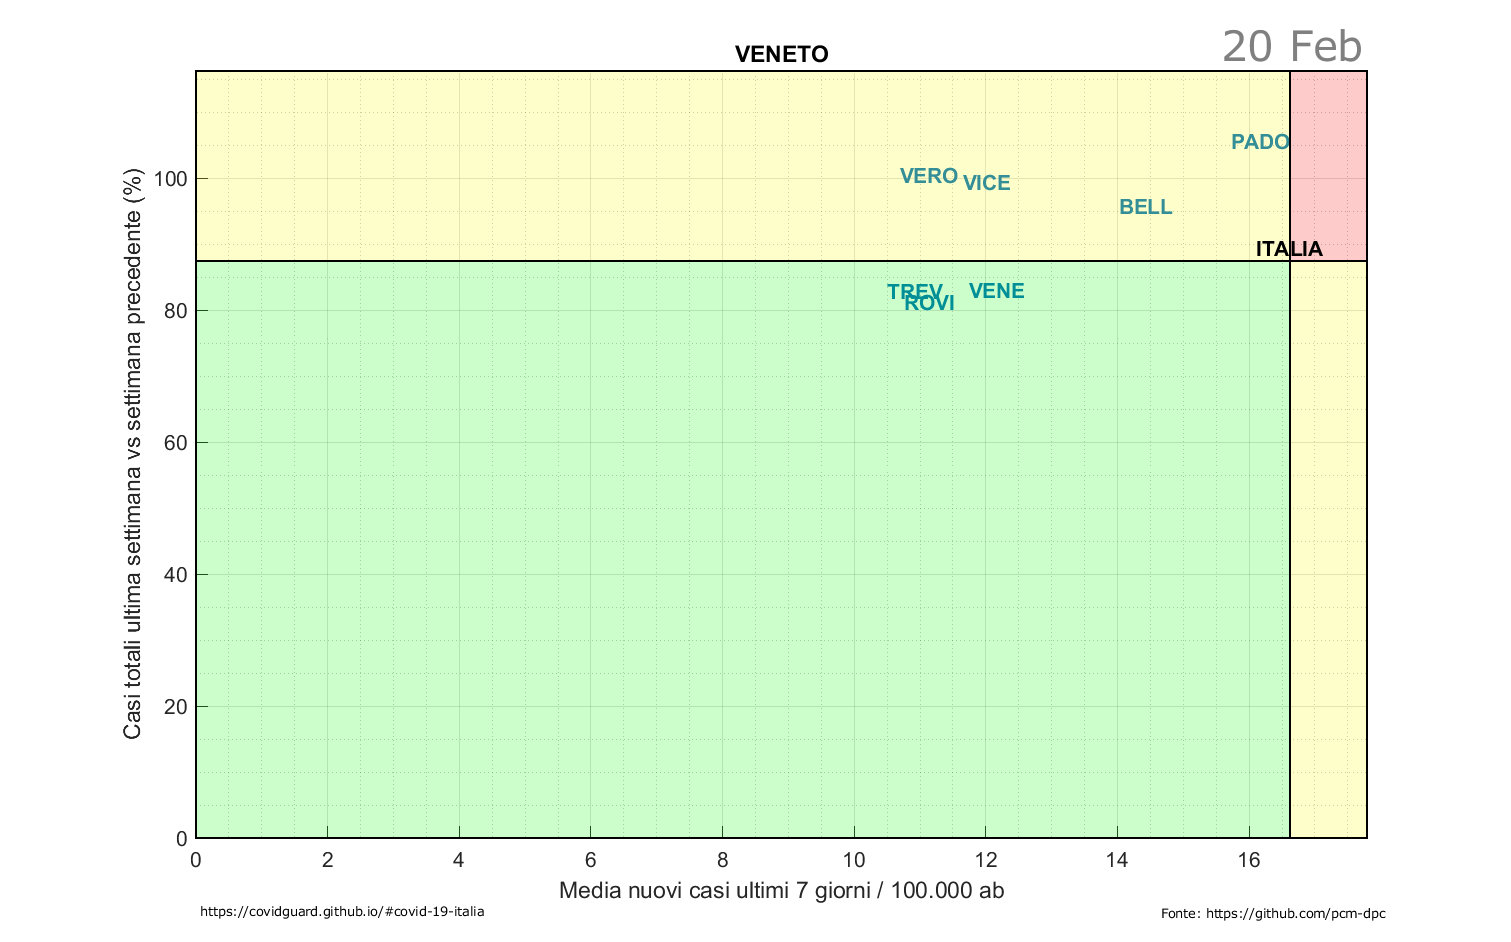 20 Feb
VENETO
PADO
VERO
VICE
BELL
ITALIA
TREV
VENE
ROVI
Casi totali ultima settimana vs settimana precedente (%)
100
80
60
40
20
0
0 2 4 6 8 10 12 14 16
Media nuovi casi ultimi 7 giorni / 100.000 ab
https://covidguard.github.io/#covid-19-italia
Fonte: https://github.com/pcm-dpc